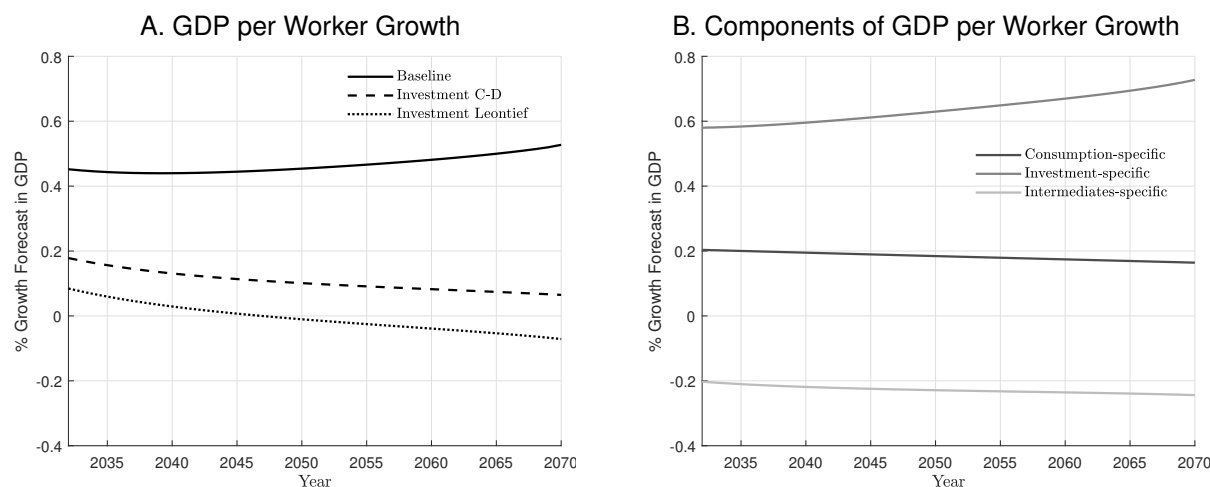 A. GDP per Worker Growth
% Growth Forecast in GDP
0.8
0.6
0.4
0.2
0
-0.2
-0.4
Baseline
Investment C-D
Investment Leontief
2035 2040 2045 2050 2055 2060 2065 2070
Year
B. Components of GDP per Worker Growth
% Growth Forecast in GDP
0.8
0.6
0.4
0.2
0
-0.2
-0.4
Consumption-specific
Investment-specific
Intermediates-specific
2035 2040 2045 2050 2055 2060 2065 2070
Year